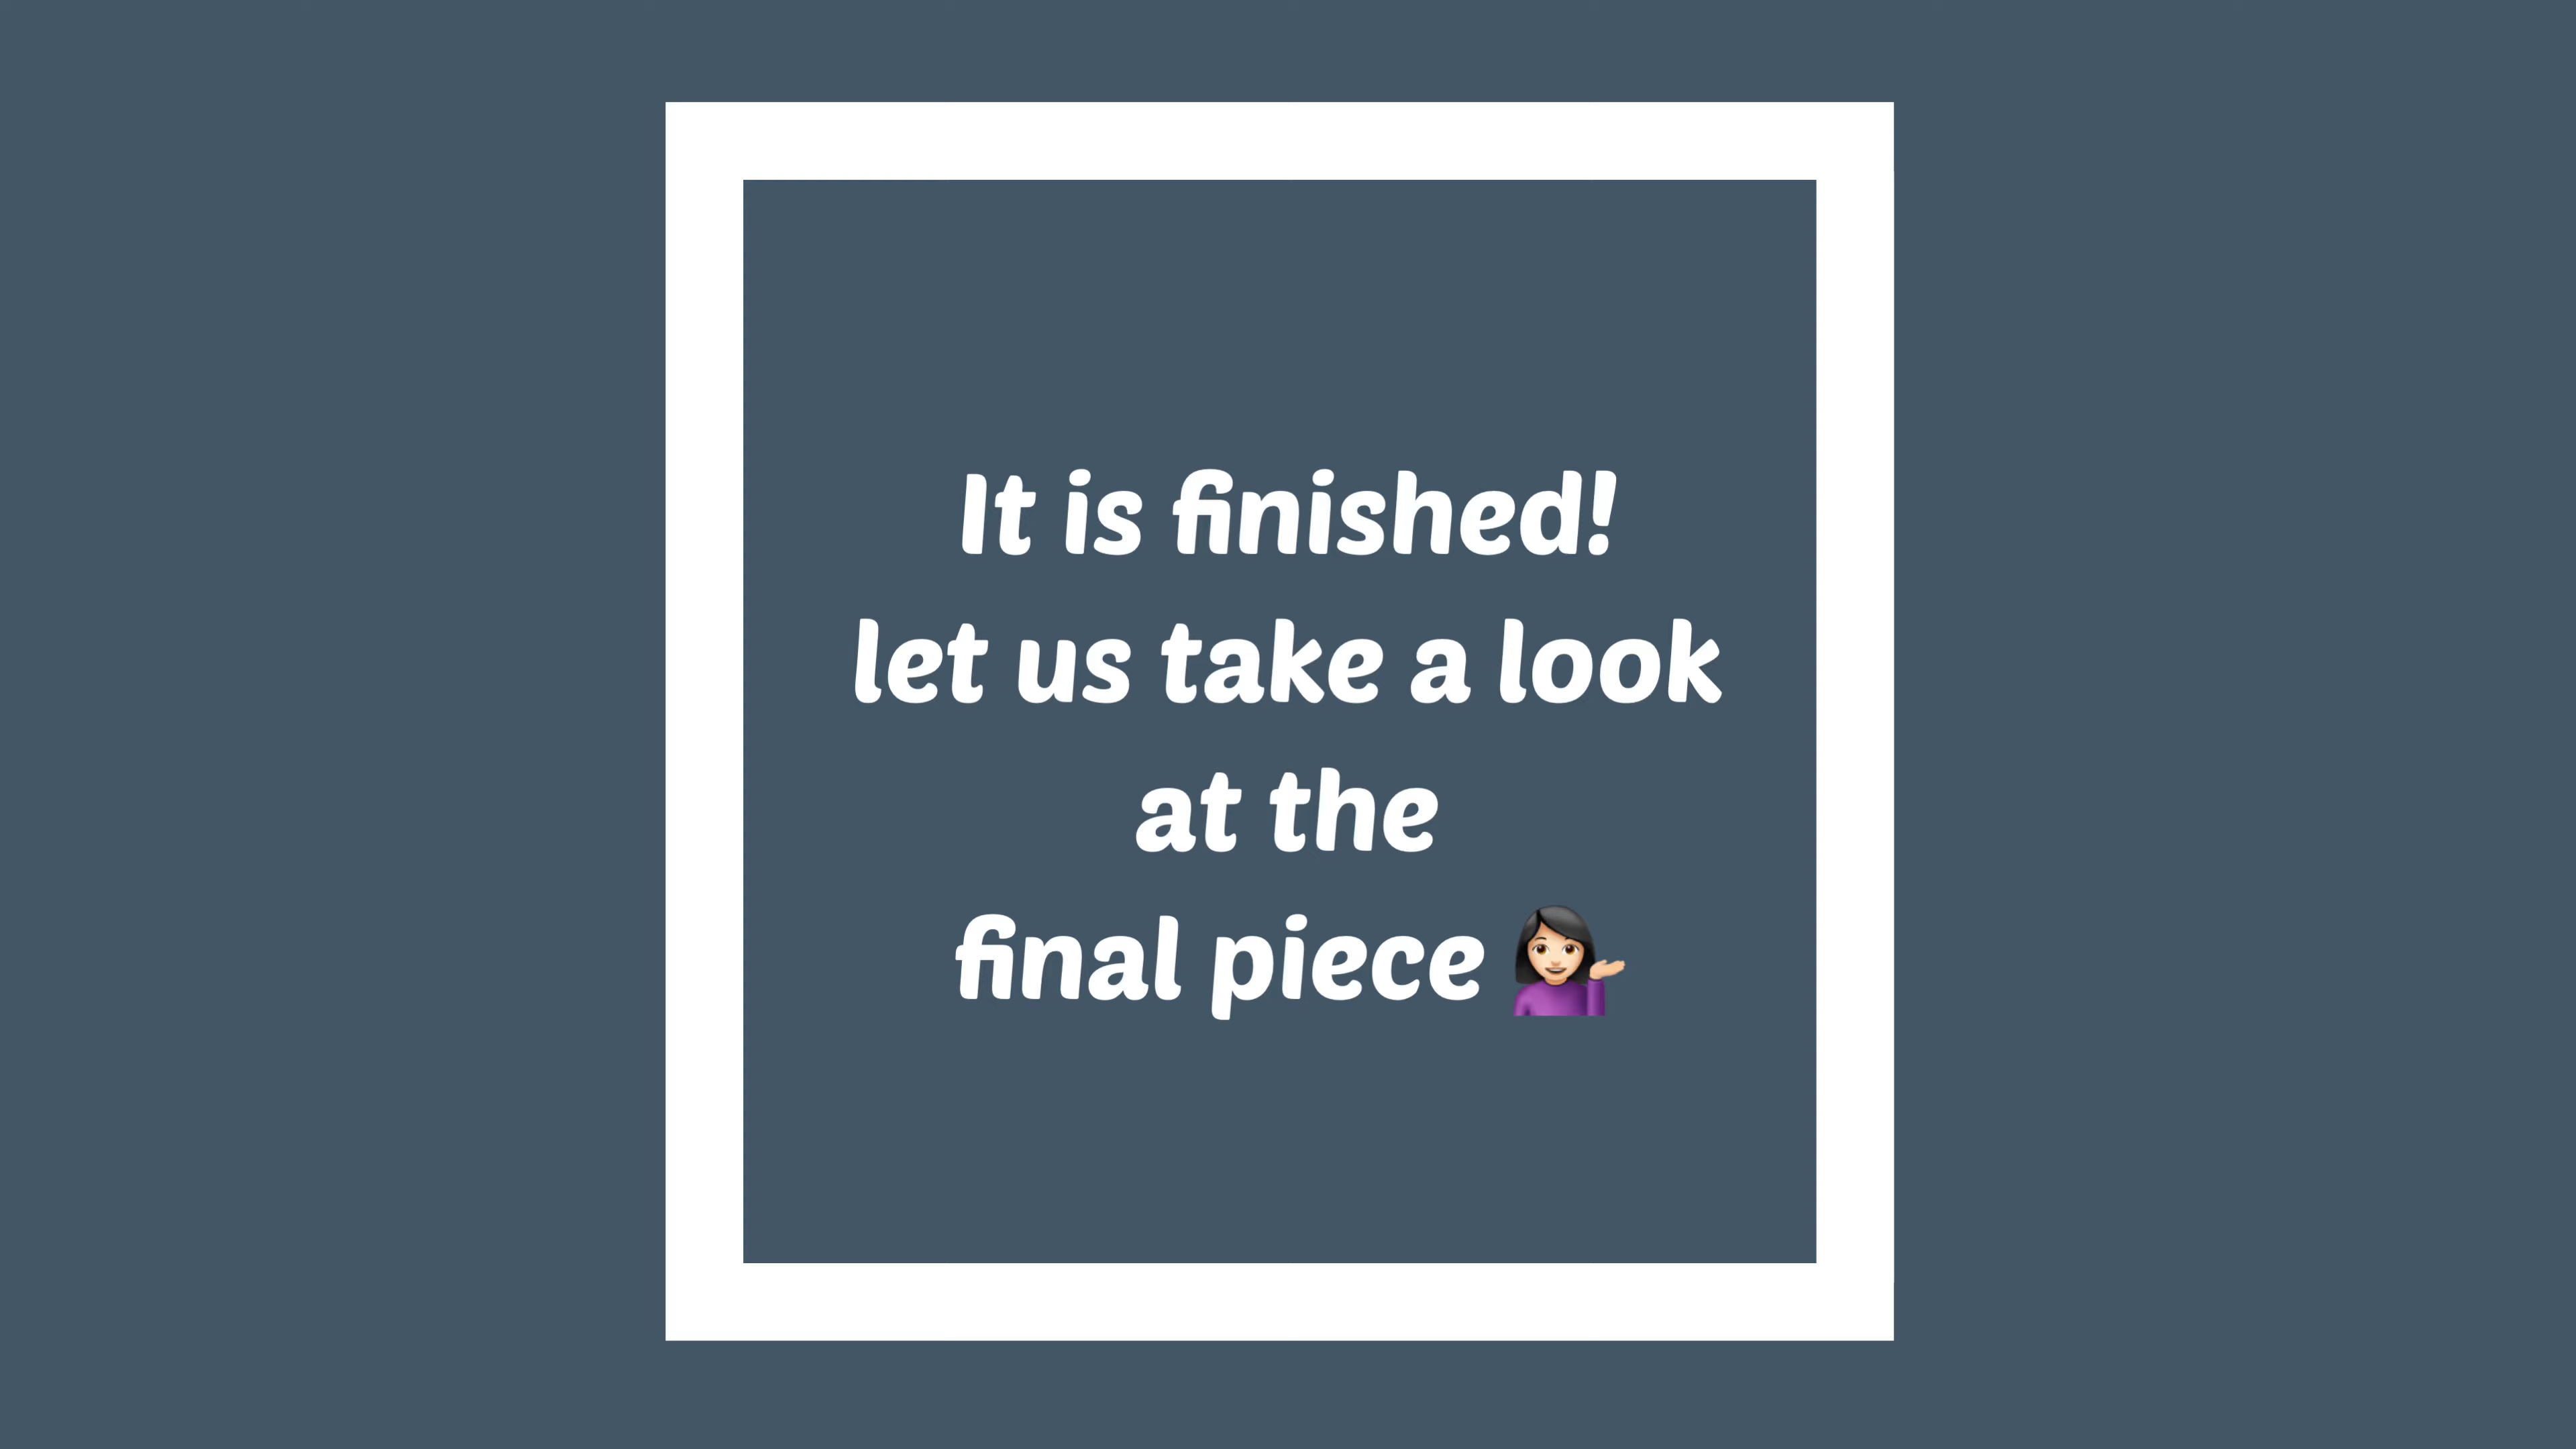 It is finished!
let us take a look
at the
final piece 💁🏻‍♀️